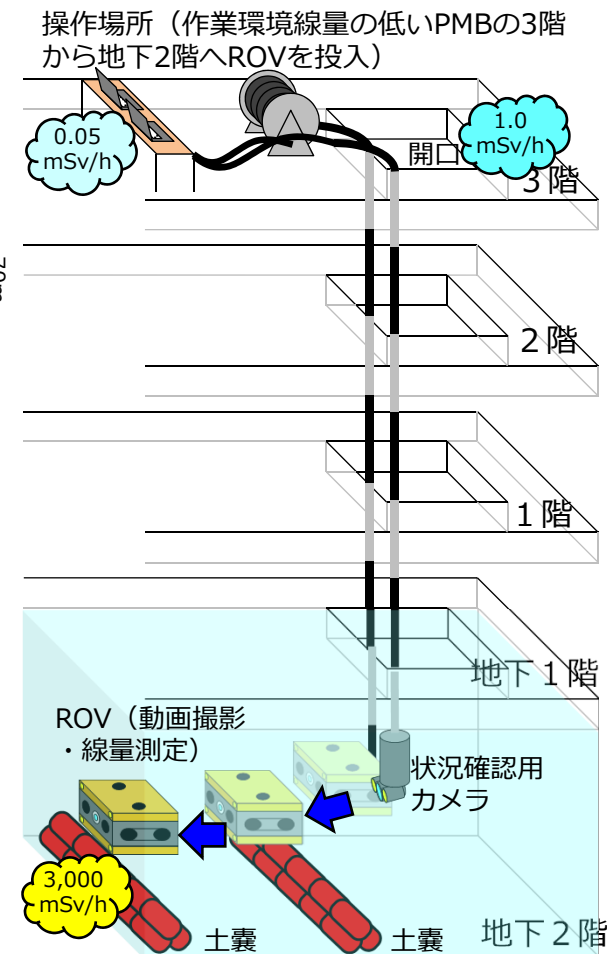 操作場所（作業環境線量の低いPMBの3階
から地下2階へROVを投入）
0.05
mSv/h
1.0
mSv/h
開口
３階
２階
１階
地下１階
ROV（動画撮影
・線量測定）
状況確認用
カメラ
3,000
mSv/h
土嚢
土嚢
地下２階